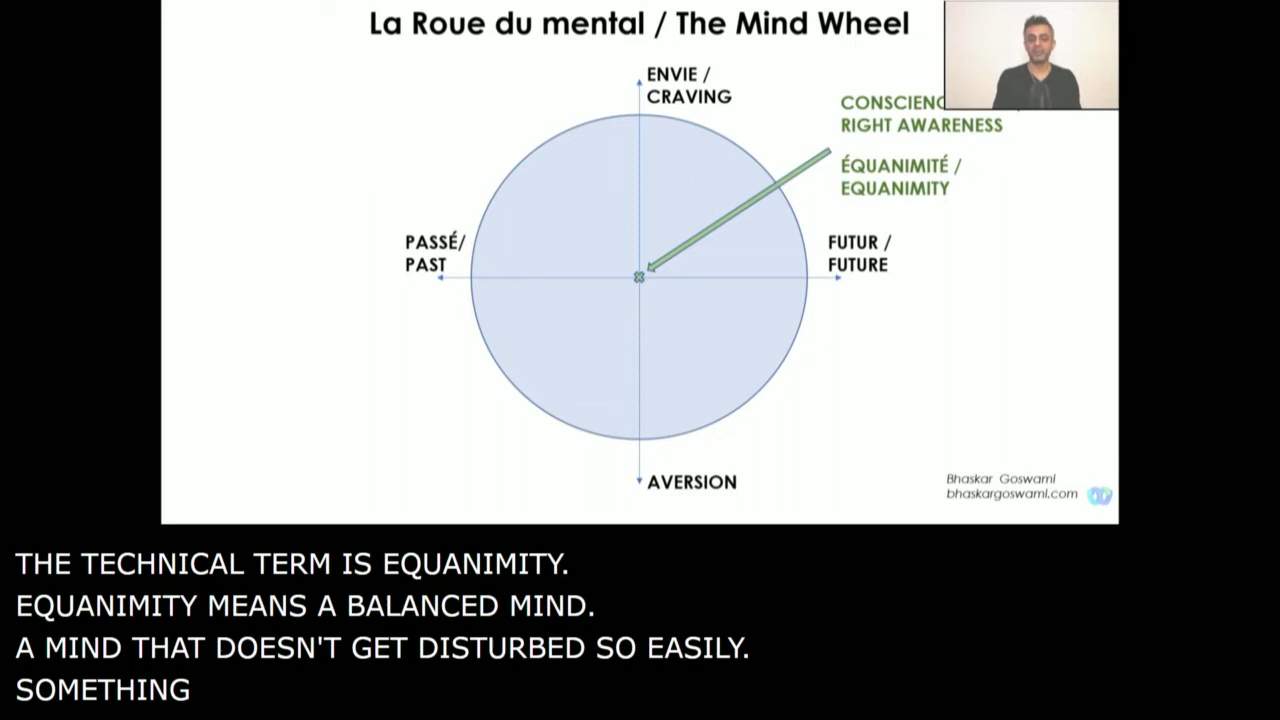 La Roue du mental / The Mind Wheel
ENVIE /
CRAVING
RIGHT AWARENESS
ÉQUANIMITÉ /
EQUANIMITY
PASSÉ/
PAST
FUTUR /
FUTURE
AVERSION
Bhaskar Goswami
bhaskargoswami.com
THE TECHNICAL TERM IS EQUANIMITY.
EQUANIMITY MEANS A BALANCED MIND.
A MIND THAT DOESN'T GET DISTURBED SO EASILY.
SOMETHING